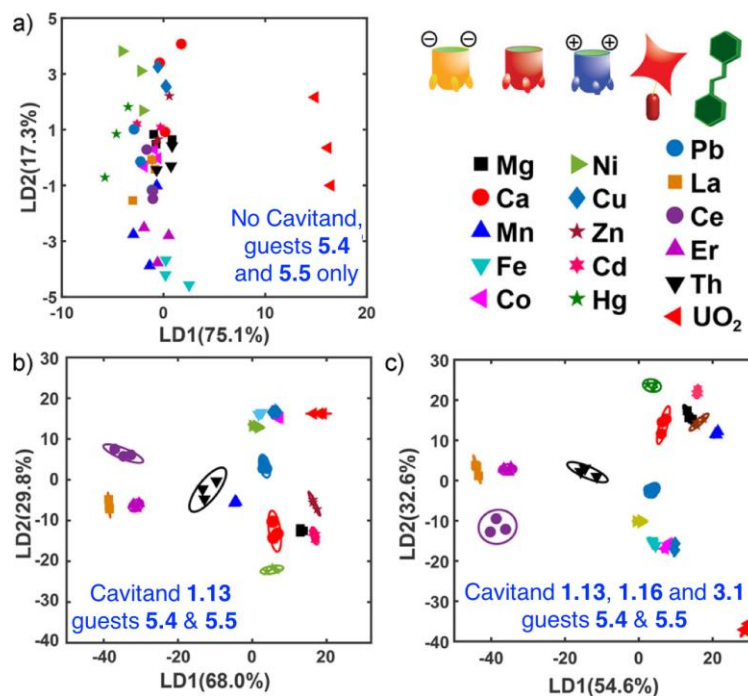 a)
5
3
1
-1
-3
-5
LD2(17.3%)
-10
0
10
20
LD1(75.1%)
No Cavitand,
guests 5.4
and 5.5 only
Mg
Ca
Mn
Fe
Co
Ni
Cu
Zn
Cd
Hg
Pb
La
Ce
Er
Th
UO2
b)
30
20
10
0
-10
-20
-30
-40
LD2(29.8%)
-40
-20
0
20
LD1(68.0%)
Cavitand 1.13
guests 5.4 & 5.5
c)
30
20
10
0
-10
-20
-30
-40
LD2(32.6%)
-40
-20
0
20
LD1(54.6%)
Cavitand 1.13, 1.16 and 3.1
guests 5.4 & 5.5